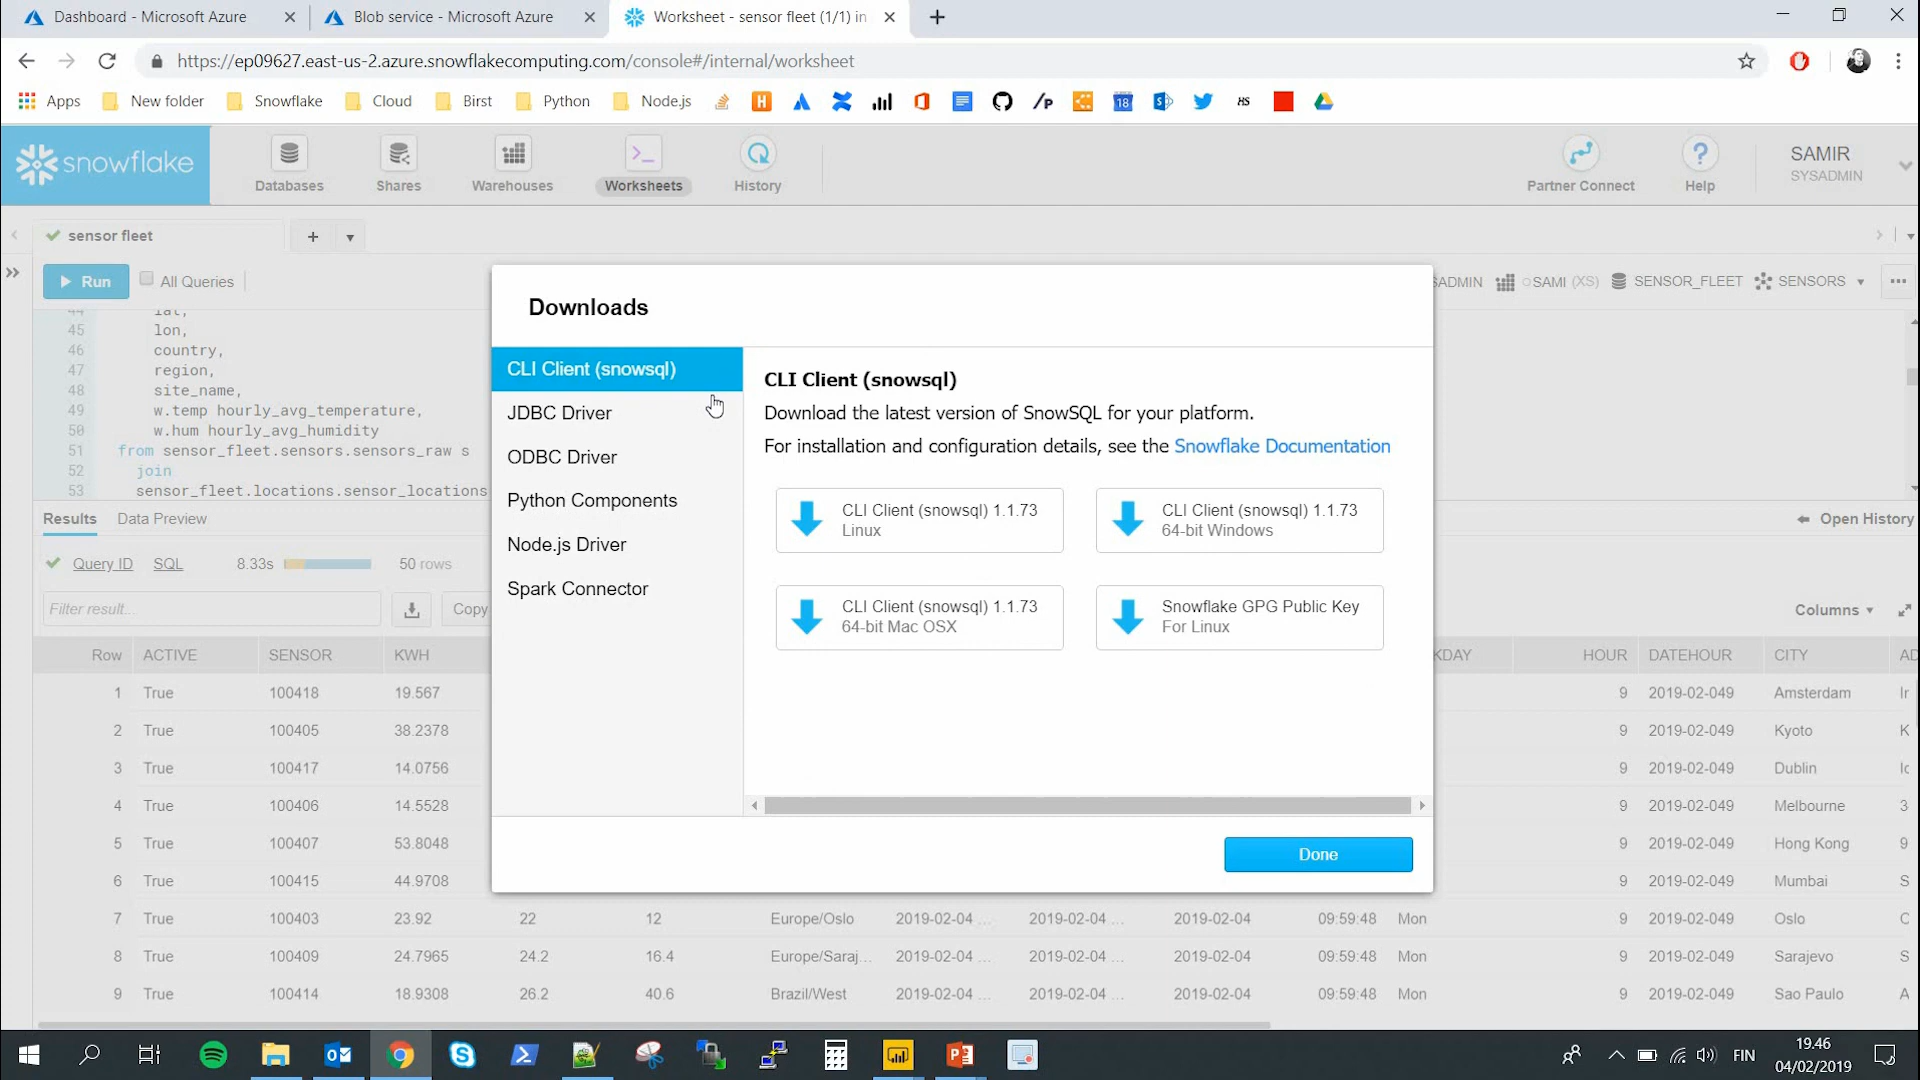 Dashboard - Microsoft Azure
Blob service - Microsoft Azure
Worksheet - sensor fleet (1/1) in
https://ep09627.east-us-2.azure.snowflakecomputing.com/console#/internal/worksheet
Apps
New folder
Snowflake
Cloud
Birst
Python
Node.js
snowflake
Databases
Shares
Warehouses
Worksheets
History
Partner Connect
Help
SAMIR
SYSADMIN
sensor fleet
Run
All Queries
SADMIN
SAMI (XS)
SENSOR_FLEET
SENSORS
44 lat,
45 lon,
46 country,
47 region,
48 site_name,
49 w.temp hourly_avg_temperature,
50 w.hum hourly_avg_humidity
51 from sensor_fleet.sensors.sensors_raw s
52 join
53 sensor_fleet.locations.sensor_locations
Downloads
CLI Client (snowsql)
JDBC Driver
ODBC Driver
Python Components
Node.js Driver
Spark Connector
CLI Client (snowsql)
Download the latest version of SnowSQL for your platform.
For installation and configuration details, see the Snowflake Documentation
CLI Client (snowsql) 1.1.73
Linux
CLI Client (snowsql) 1.1.73
64-bit Windows
CLI Client (snowsql) 1.1.73
64-bit Mac OSX
Snowflake GPG Public Key
For Linux
Done
Results
Data Preview
Open History
Query ID
SQL
8.33s
50 rows
Filter result...
Copy
Columns
Row ACTIVE SENSOR KWH KDAY HOUR DATEHOUR CITY AD
1 True 100418 19.567 9 2019-02-049 Amsterdam
2 True 100405 38.2378 9 2019-02-049 Kyoto K
3 True 100417 14.0756 9 2019-02-049 Dublin
4 True 100406 14.5528 9 2019-02-049 Melbourne 3
5 True 100407 53.8048 9 2019-02-049 Hong Kong 9
6 True 100415 44.9708 9 2019-02-049 Mumbai S
7 True 100403 23.92 22 12 Europe/Oslo 2019-02-04 ... 2019-02-04 ... 2019-02-04 09:59:48 Mon 9 2019-02-049 Oslo
8 True 100409 24.7965 24.2 16.4 Europe/Saraj... 2019-02-04 ... 2019-02-04 ... 2019-02-04 09:59:48 Mon 9 2019-02-049 Sarajevo S
9 True 100414 18.9308 26.2 40.6 Brazil/West 2019-02-04 ... 2019-02-04 ... 2019-02-04 09:59:48 Mon 9 2019-02-049 Sao Paulo A
FIN
19.46
04/02/2019